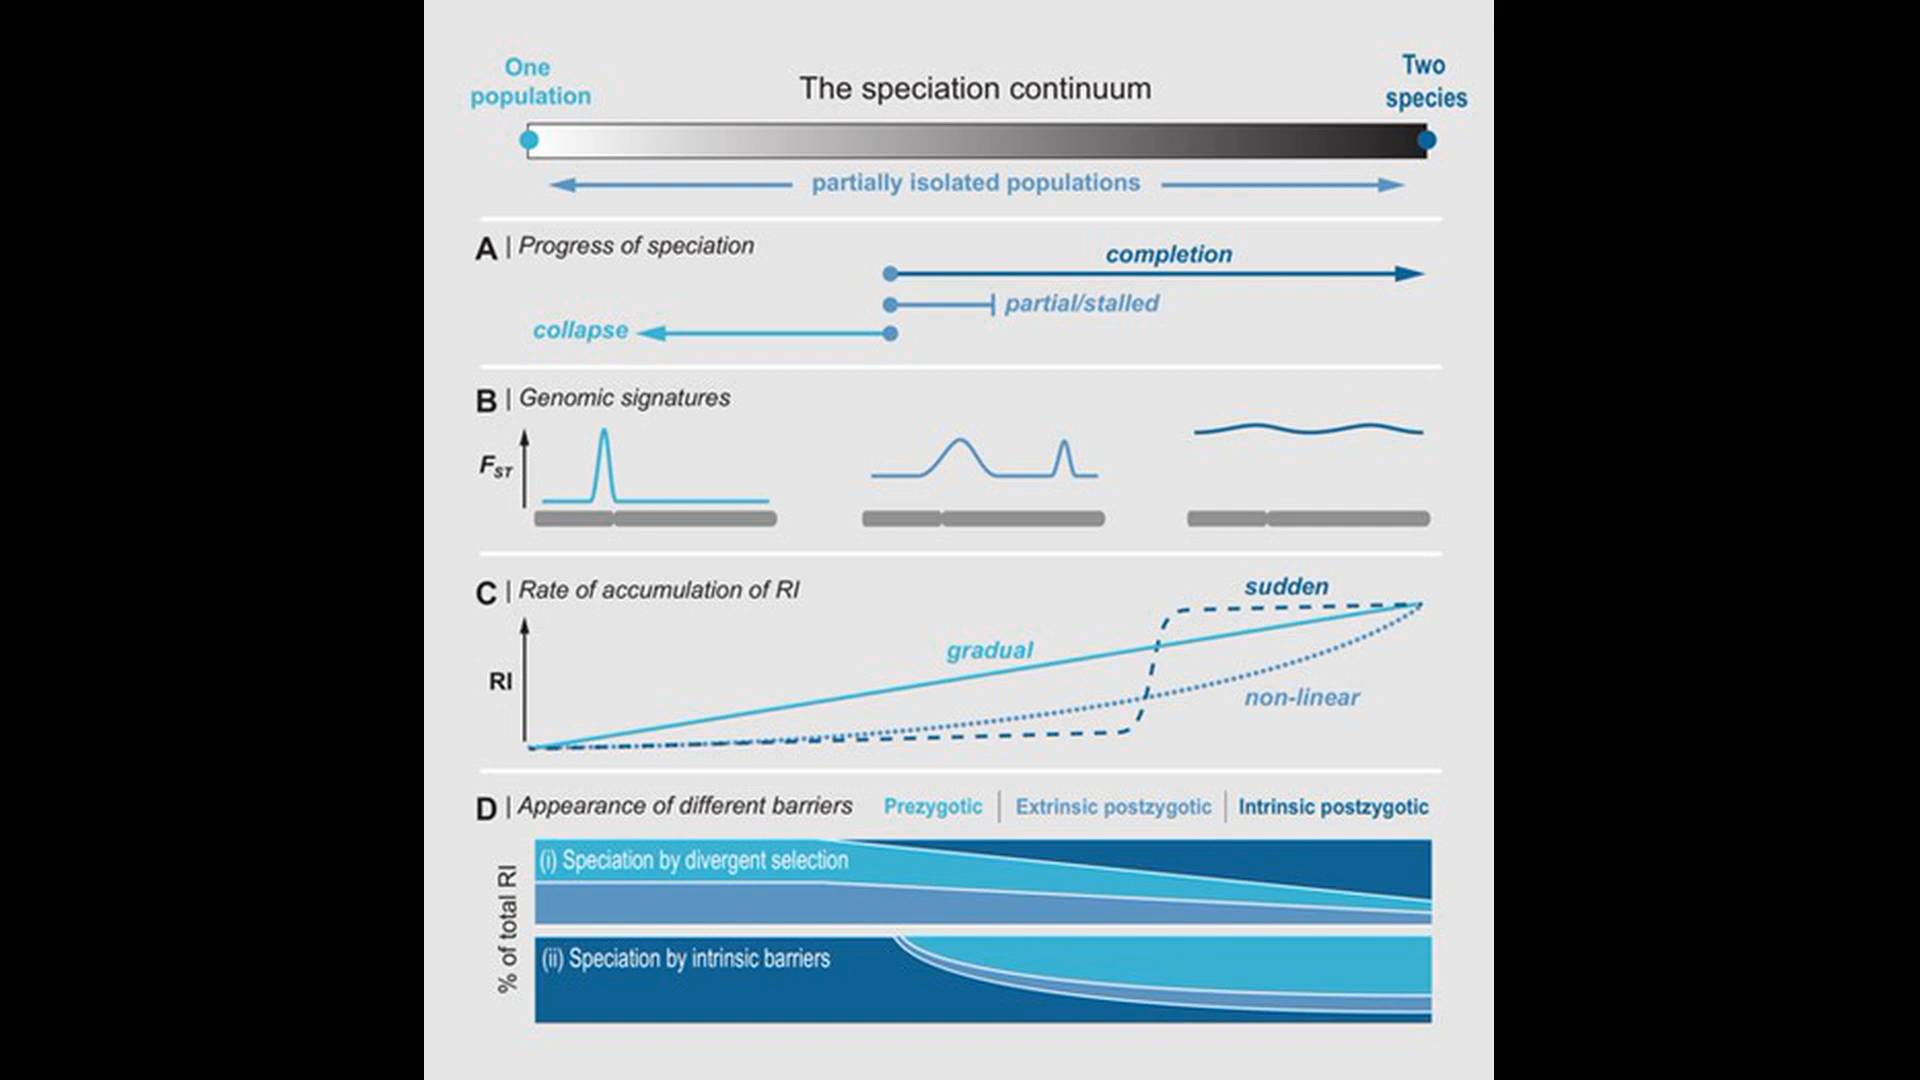 One
population
The speciation continuum
Two
species
partially isolated populations
A | Progress of speciation
completion
partial/stalled
collapse
B | Genomic signatures
FST
C | Rate of accumulation of RI
sudden
gradual
RI
non-linear
D | Appearance of different barriers
Prezygotic | Extrinsic postzygotic | Intrinsic postzygotic
% of total RI
(i) Speciation by divergent selection
(ii) Speciation by intrinsic barriers